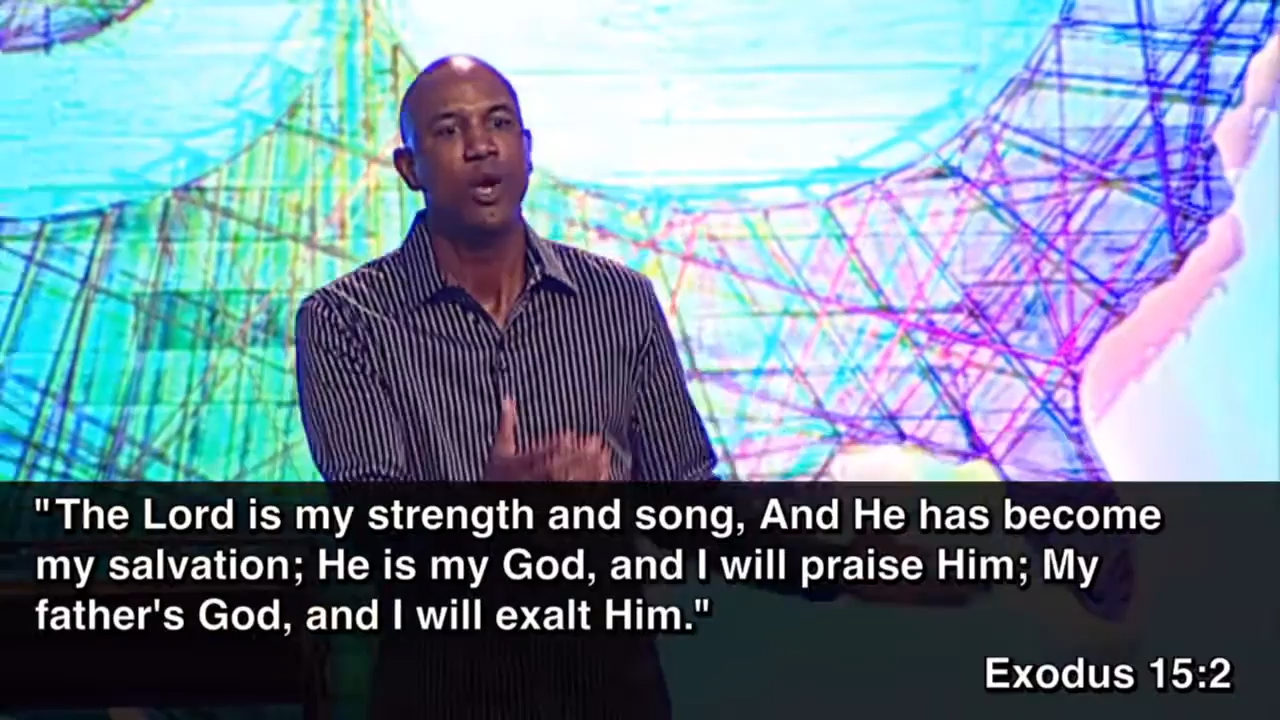 "The Lord is my strength and song, And He has become
my salvation; He is my God, and I will praise Him; My
father's God, and I will exalt Him."
Exodus 15:2